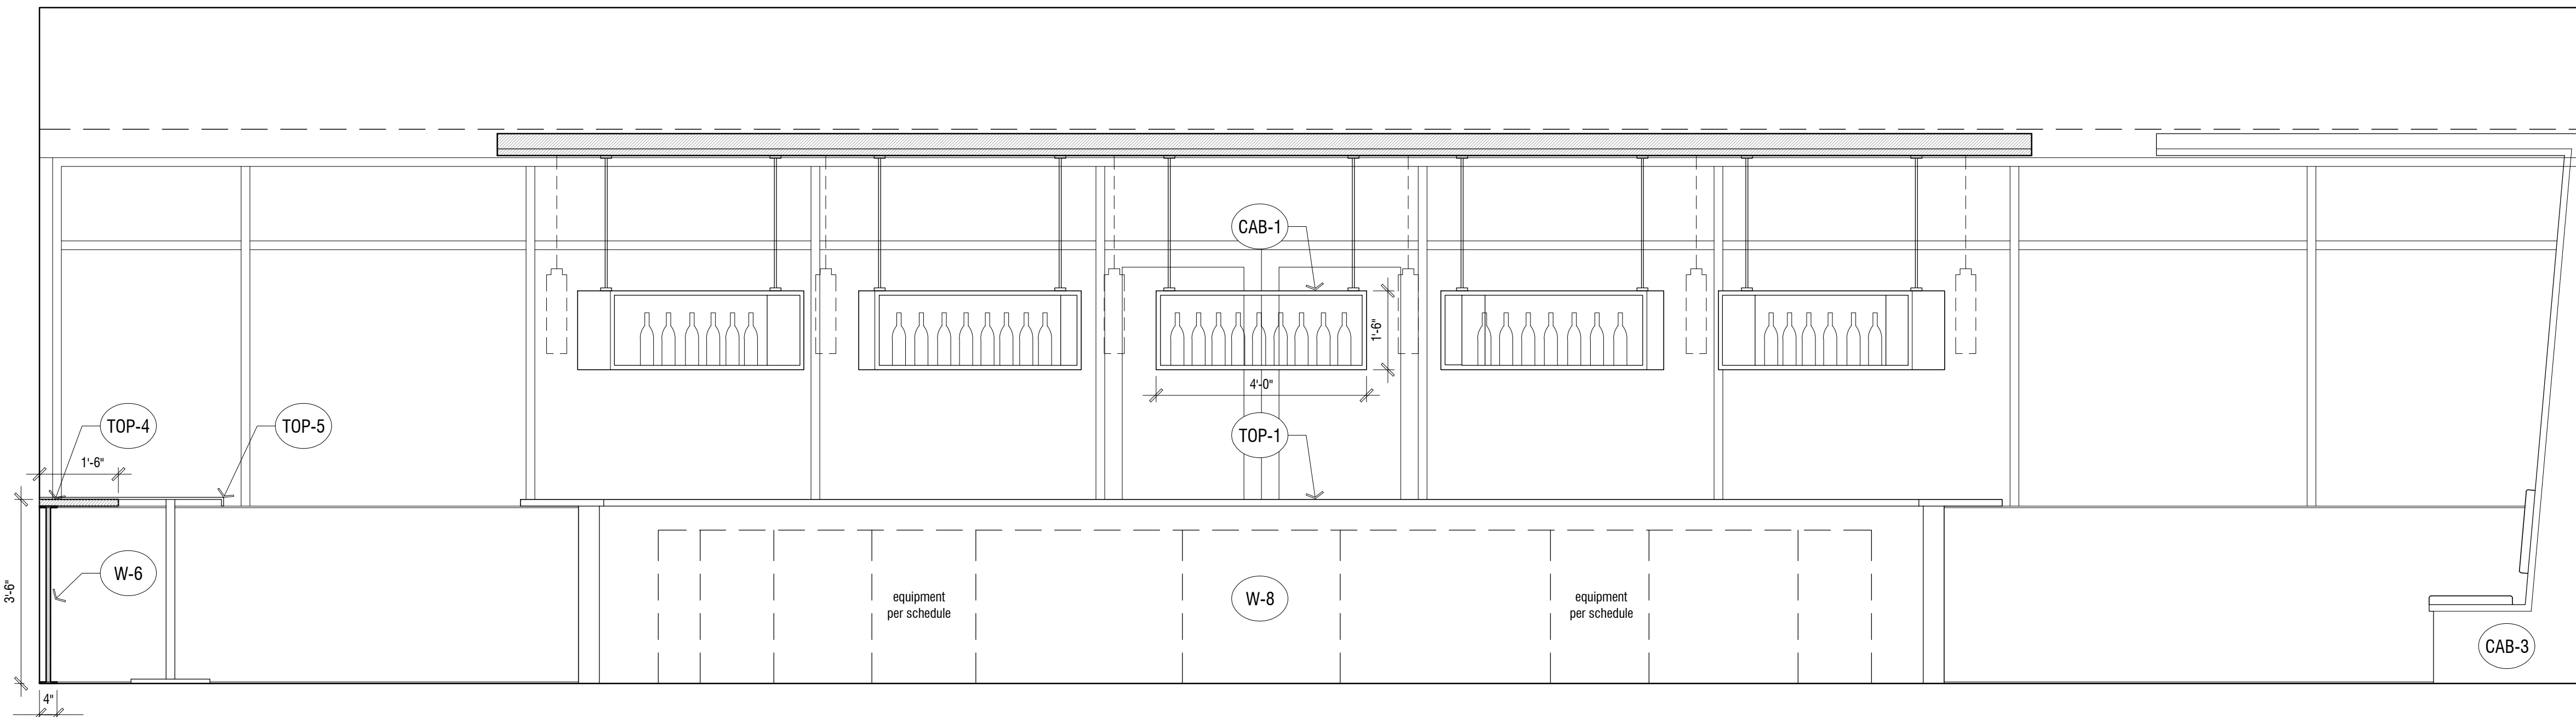 CAB-1
1'-6"
4'-0"
TOP-4
TOP-5
TOP-1
1'-6"
3'-6"
W-6
equipment
per schedule
W-8
equipment
per schedule
CAB-3
4"